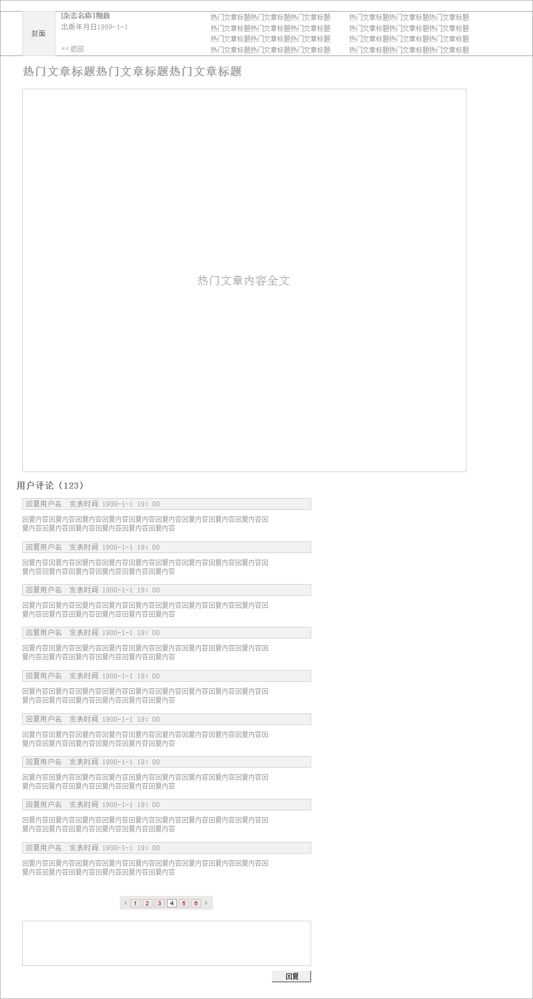 封面
[杂志名称]期数
出版年月日1999-1-1
<< 返回
热门文章标题热门文章标题热门文章标题
热门文章标题热门文章标题热门文章标题
热门文章标题热门文章标题热门文章标题
热门文章标题热门文章标题热门文章标题
热门文章标题热门文章标题热门文章标题
热门文章标题热门文章标题热门文章标题
热门文章标题热门文章标题热门文章标题
热门文章标题热门文章标题热门文章标题
热门文章标题热门文章标题热门文章标题
热门文章内容全文
用户评论（123）
回复用户名 发表时间 1900-1-1 19：00
回复内容回复内容回复内容回复内容回复内容回复内容回复内容回复内容回复内容回
复内容回复内容回复内容回复内容回复内容回复内容
回复用户名 发表时间 1900-1-1 19：00
回复内容回复内容回复内容回复内容回复内容回复内容回复内容回复内容回复内容回
复内容回复内容回复内容回复内容回复内容回复内容
回复用户名 发表时间 1900-1-1 19：00
回复内容回复内容回复内容回复内容回复内容回复内容回复内容回复内容回复内容回
复内容回复内容回复内容回复内容回复内容回复内容
回复用户名 发表时间 1900-1-1 19：00
回复内容回复内容回复内容回复内容回复内容回复内容回复内容回复内容回复内容回
复内容回复内容回复内容回复内容回复内容回复内容
回复用户名 发表时间 1900-1-1 19：00
回复内容回复内容回复内容回复内容回复内容回复内容回复内容回复内容回复内容回
复内容回复内容回复内容回复内容回复内容回复内容
回复用户名 发表时间 1900-1-1 19：00
回复内容回复内容回复内容回复内容回复内容回复内容回复内容回复内容回复内容回
复内容回复内容回复内容回复内容回复内容回复内容
回复用户名 发表时间 1900-1-1 19：00
回复内容回复内容回复内容回复内容回复内容回复内容回复内容回复内容回复内容回
复内容回复内容回复内容回复内容回复内容回复内容
回复用户名 发表时间 1900-1-1 19：00
回复内容回复内容回复内容回复内容回复内容回复内容回复内容回复内容回复内容回
复内容回复内容回复内容回复内容回复内容回复内容
回复用户名 发表时间 1900-1-1 19：00
回复内容回复内容回复内容回复内容回复内容回复内容回复内容回复内容回复内容回
复内容回复内容回复内容回复内容回复内容回复内容
1 2 3 4 5 6
回复